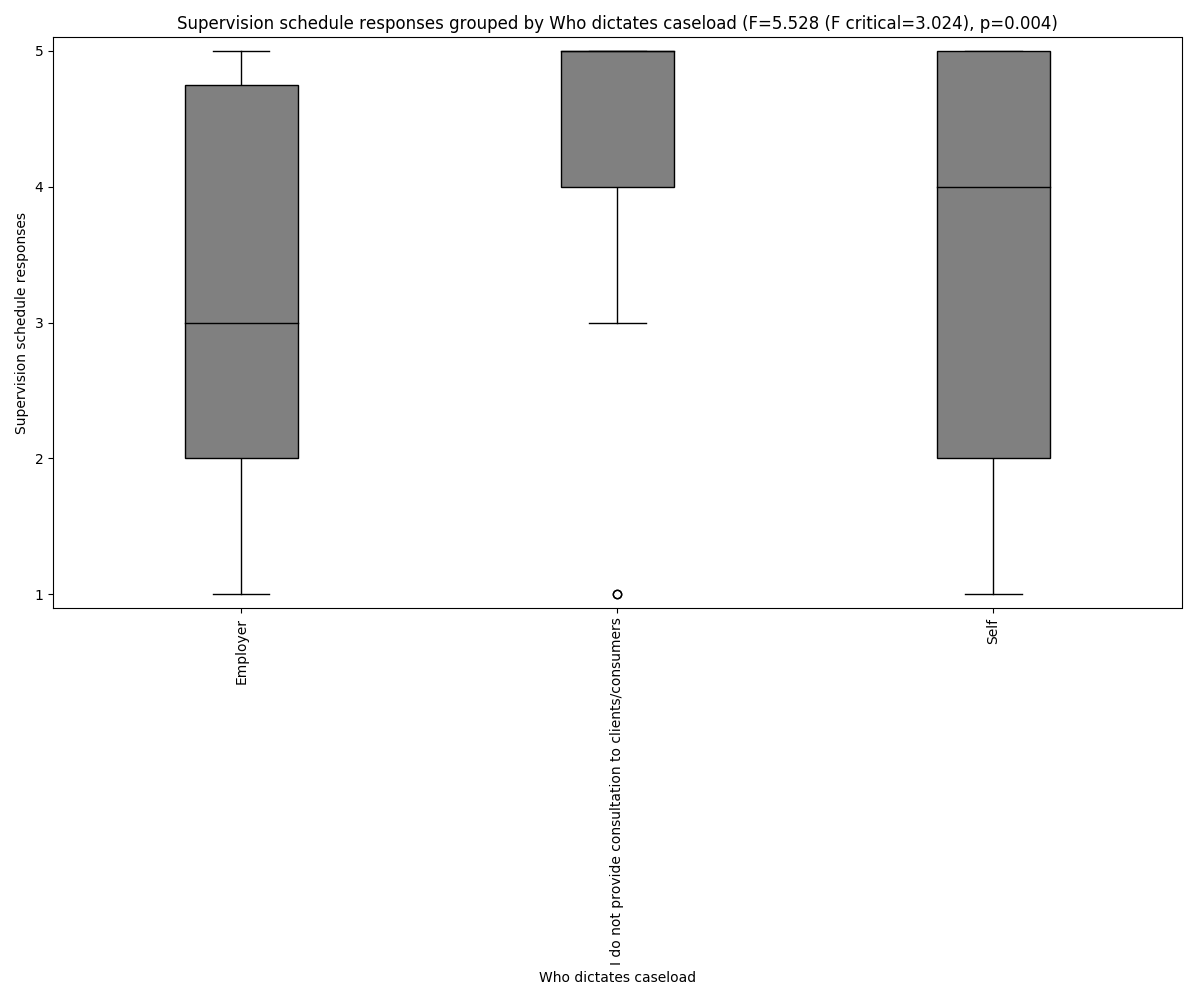 Supervision schedule responses grouped by Who dictates caseload (F=5.528 (F critical=3.024), p=0.004)
Supervision schedule responses
5
4
3
2
1
Employer
I do not provide consultation to clients/consumers
Self
Who dictates caseload